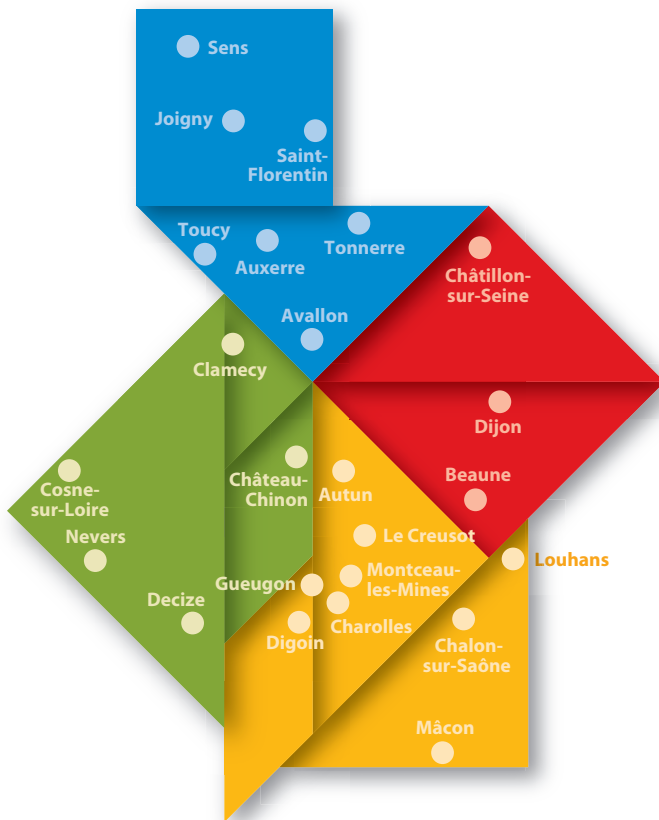 Sens
Joigny
Saint-
Florentin
Toucy
Auxerre
Tonnerre
Avallon
Châtillon-
sur-Seine
Clamecy
Dijon
Beaune
Château-
Chinon
Autun
Cosne-
sur-Loire
Nevers
Le Creusot
Louhans
Gueugon
Montceau-
les-Mines
Decize
Digoin
Charolles
Chalon-
sur-Saône
Mâcon